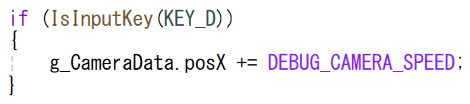 if (IsInputKey(KEY_D))
{
    g_CameraData.posX += DEBUG_CAMERA_SPEED;
}